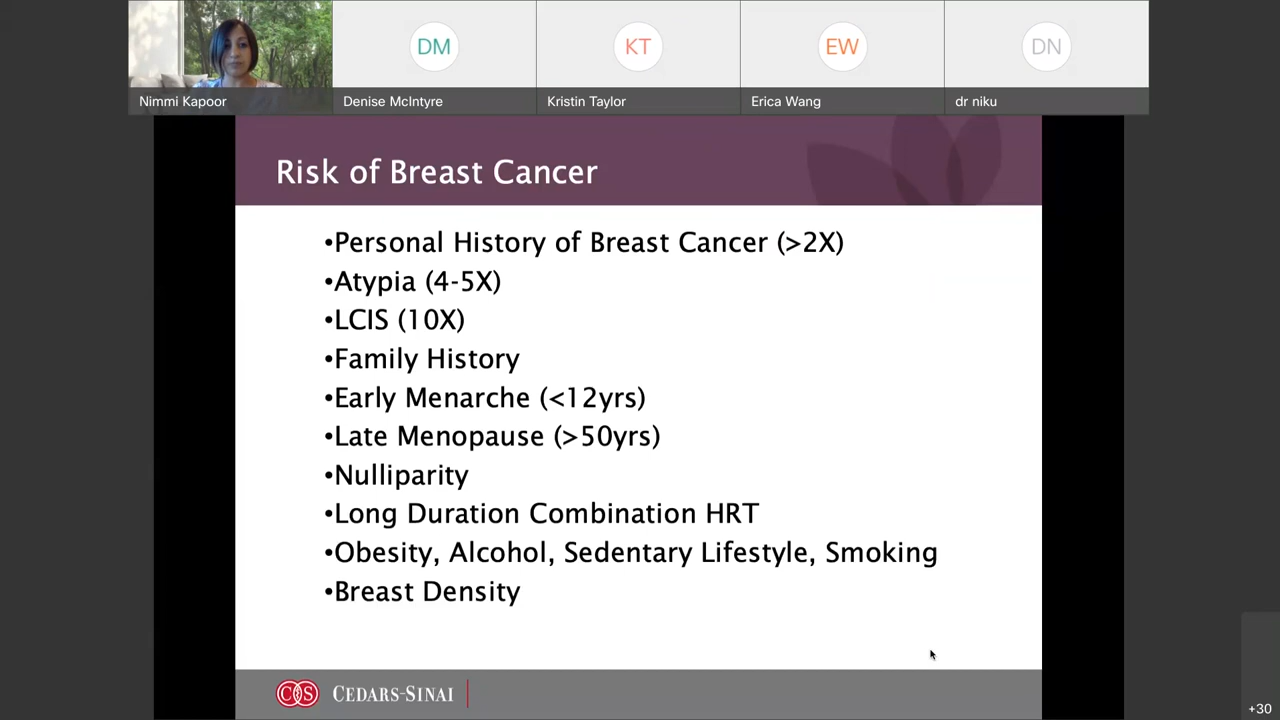 DM
KT
EW
DN
Nimmi Kapoor
Denise McIntyre
Kristin Taylor
Erica Wang
dr niku
Risk of Breast Cancer
•Personal History of Breast Cancer (>2X)
•Atypia (4-5X)
•LCIS (10X)
•Family History
•Early Menarche (<12yrs)
•Late Menopause (>50yrs)
•Nulliparity
•Long Duration Combination HRT
•Obesity, Alcohol, Sedentary Lifestyle, Smoking
•Breast Density
CS CEDARS-SINAI
+30